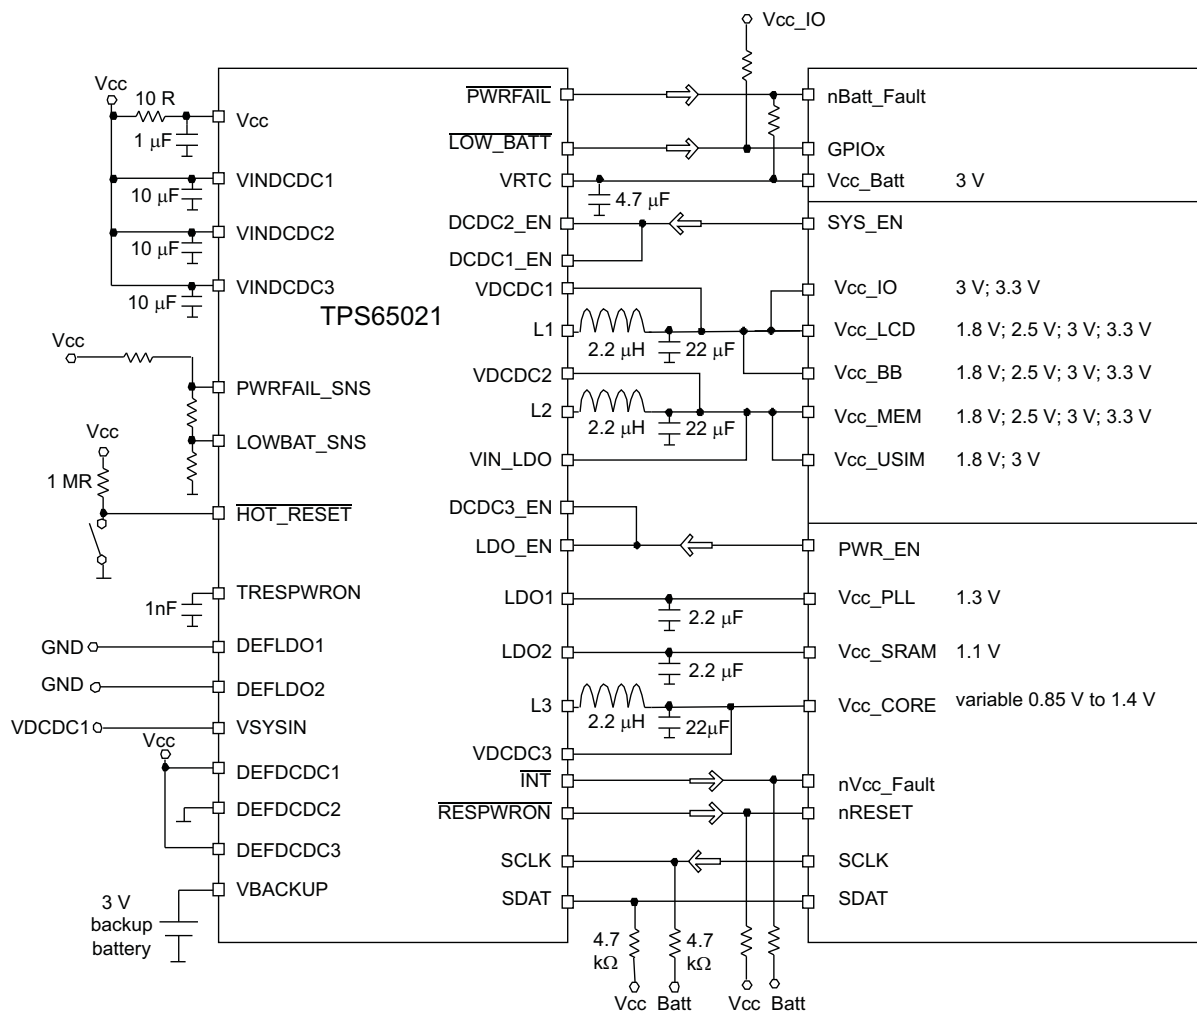 Vcc_IO
Vcc
10 R
1 μF
10 μF
10 μF
10 μF
Vcc
Vcc
1 MR
1nF
GND
GND
VDCDC1
Vcc
3 V
backup
battery
Vcc
VINDCDC1
VINDCDC2
VINDCDC3
TPS65021
PWRFAIL_SNS
LOWBAT_SNS
HOT_RESET
TRESPWRON
DEFLDO1
DEFLDO2
VSYSIN
DEFDCDC1
DEFDCDC2
DEFDCDC3
VBACKUP
PWRFAIL
LOW_BATT
VRTC
DCDC2_EN
DCDC1_EN
VDCDC1
L1
VDCDC2
L2
VIN_LDO
DCDC3_EN
LDO_EN
LDO1
LDO2
L3
VDCDC3
INT
RESPWRON
SCLK
SDAT
4.7 μF
2.2 μH
22 μF
2.2 μH
22 μF
2.2 μF
2.2 μF
2.2 μH
22μF
4.7
kΩ
4.7
kΩ
Vcc Batt
Vcc Batt
nBatt_Fault
GPIOx
Vcc_Batt 3 V
SYS_EN
Vcc_IO 3 V; 3.3 V
Vcc_LCD 1.8 V; 2.5 V; 3 V; 3.3 V
Vcc_BB 1.8 V; 2.5 V; 3 V; 3.3 V
Vcc_MEM 1.8 V; 2.5 V; 3 V; 3.3 V
Vcc_USIM 1.8 V; 3 V
PWR_EN
Vcc_PLL 1.3 V
Vcc_SRAM 1.1 V
Vcc_CORE variable 0.85 V to 1.4 V
nVcc_Fault
nRESET
SCLK
SDAT